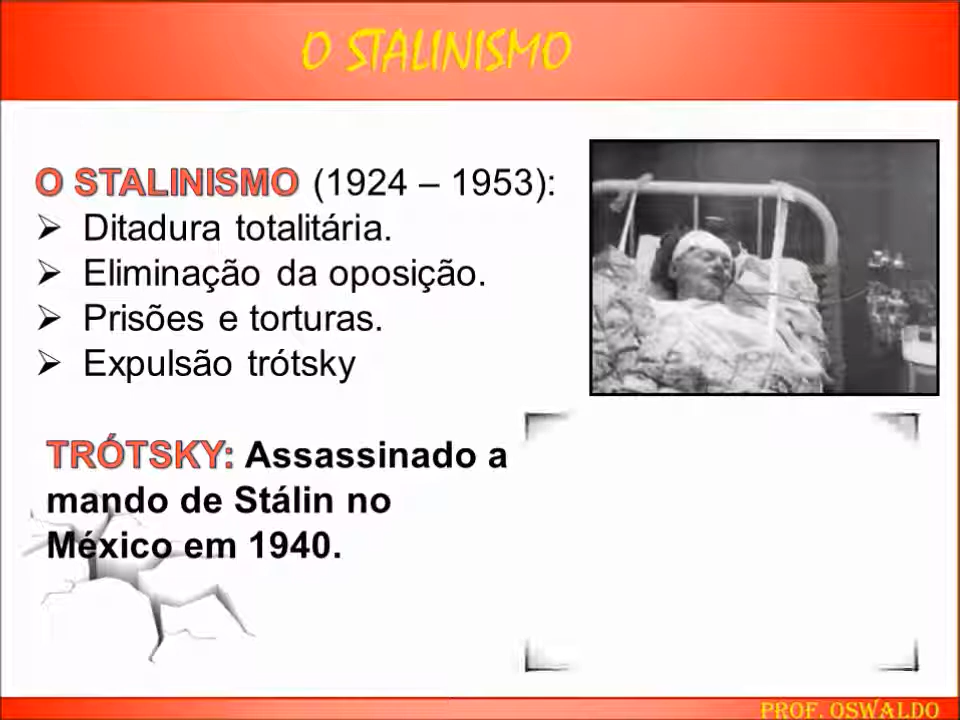 O STALINISMO
O STALINISMO (1924 – 1953):
➢ Ditadura totalitária.
➢ Eliminação da oposição.
➢ Prisões e torturas.
➢ Expulsão trótsky
TRÓTSKY: Assassinado a
mando de Stálin no
México em 1940.
PROF. OSWALDO